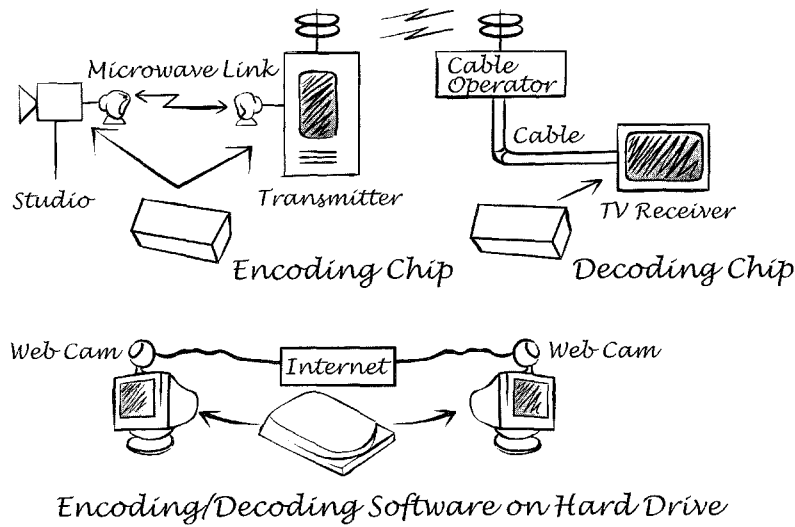 Microwave Link
Cable
Operator
Cable
Studio
Transmitter
TV Receiver
Encoding Chip
Decoding Chip
Web Cam
Internet
Web Cam
Encoding/Decoding Software on Hard Drive